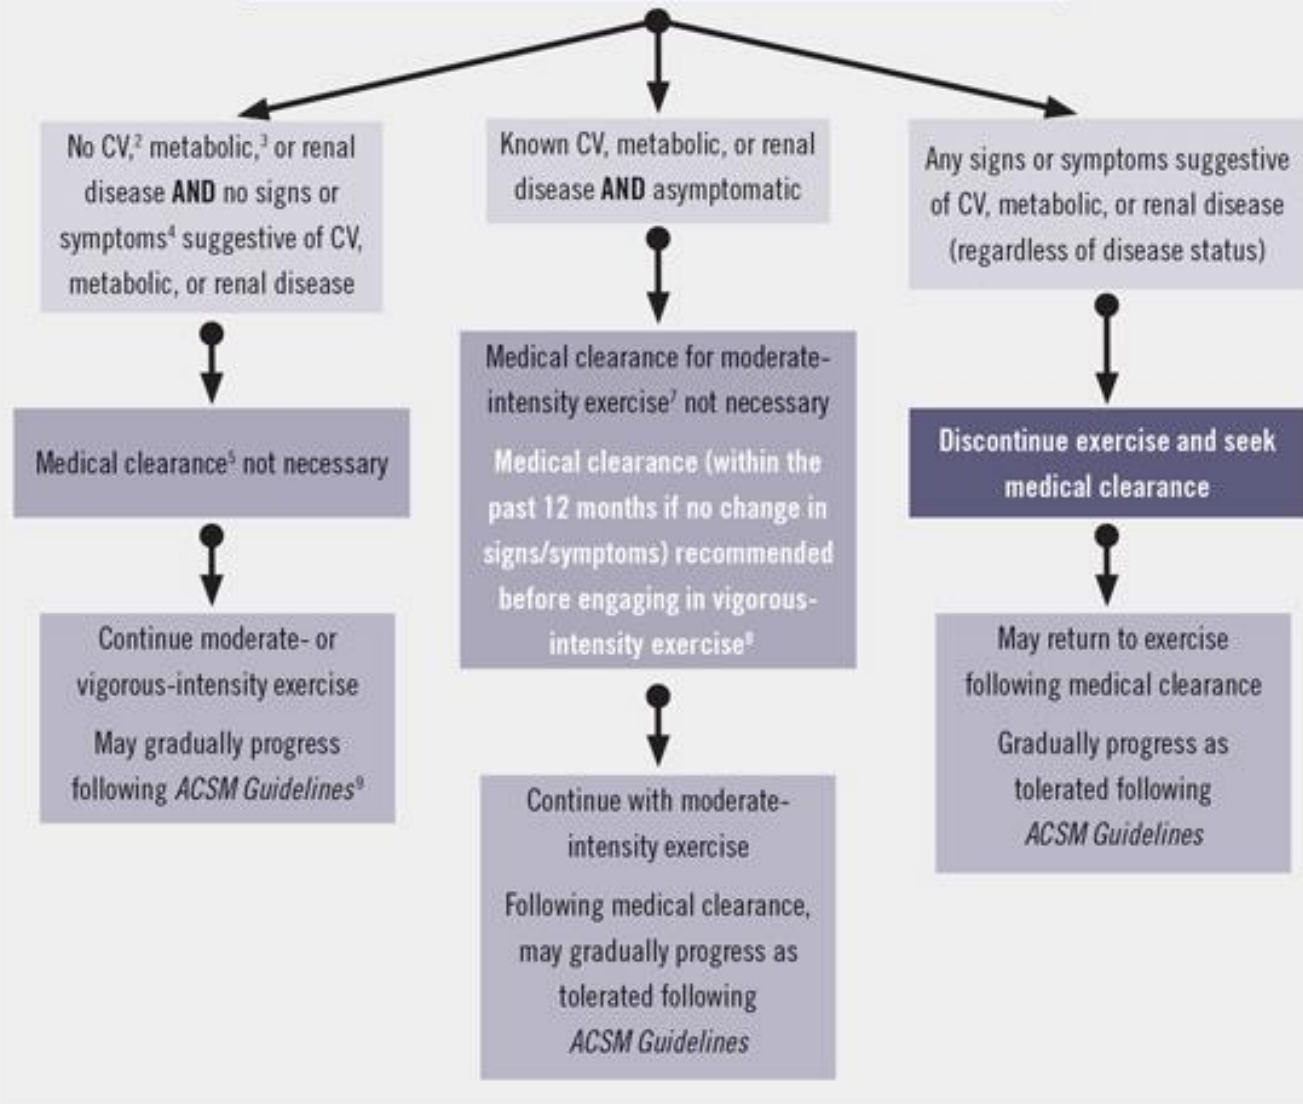 No CV,² metabolic,³ or renal
disease AND no signs or
symptoms⁴ suggestive of CV,
metabolic, or renal disease
Medical clearance⁵ not necessary
Continue moderate- or
vigorous-intensity exercise
May gradually progress
following ACSM Guidelines⁹
Known CV, metabolic, or renal
disease AND asymptomatic
Medical clearance for moderate-
intensity exercise⁷ not necessary
Medical clearance (within the
past 12 months if no change in
signs/symptoms) recommended
before engaging in vigorous-
intensity exercise⁸
Continue with moderate-
intensity exercise
Following medical clearance,
may gradually progress as
tolerated following
ACSM Guidelines
Any signs or symptoms suggestive
of CV, metabolic, or renal disease
(regardless of disease status)
Discontinue exercise and seek
medical clearance
May return to exercise
following medical clearance
Gradually progress as
tolerated following
ACSM Guidelines